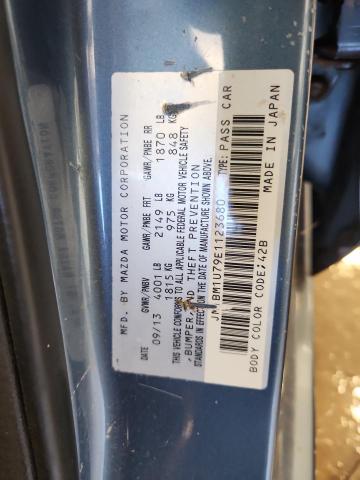 MFD. BY MAZDA MOTOR CORPORATION
DATE GVWR/PNBV GAWR/PNBE FRT GAWR/PNBE RR
09/13 4001 LB 2149 LB 1870 LB
1815 KG 975 KG 848 KG
THIS VEHICLE CONFORMS TO ALL APPLICABLE FEDERAL MOTOR VEHICLE SAFETY
BUMPER, AND THEFT PREVENTION
STANDARDS IN EFFECT ON THE DATE OF MANUFACTURE SHOWN ABOVE.
BM1U79E1123680 TYPE: PASS CAR
BODY COLOR CODE/42B MADE IN JAPAN